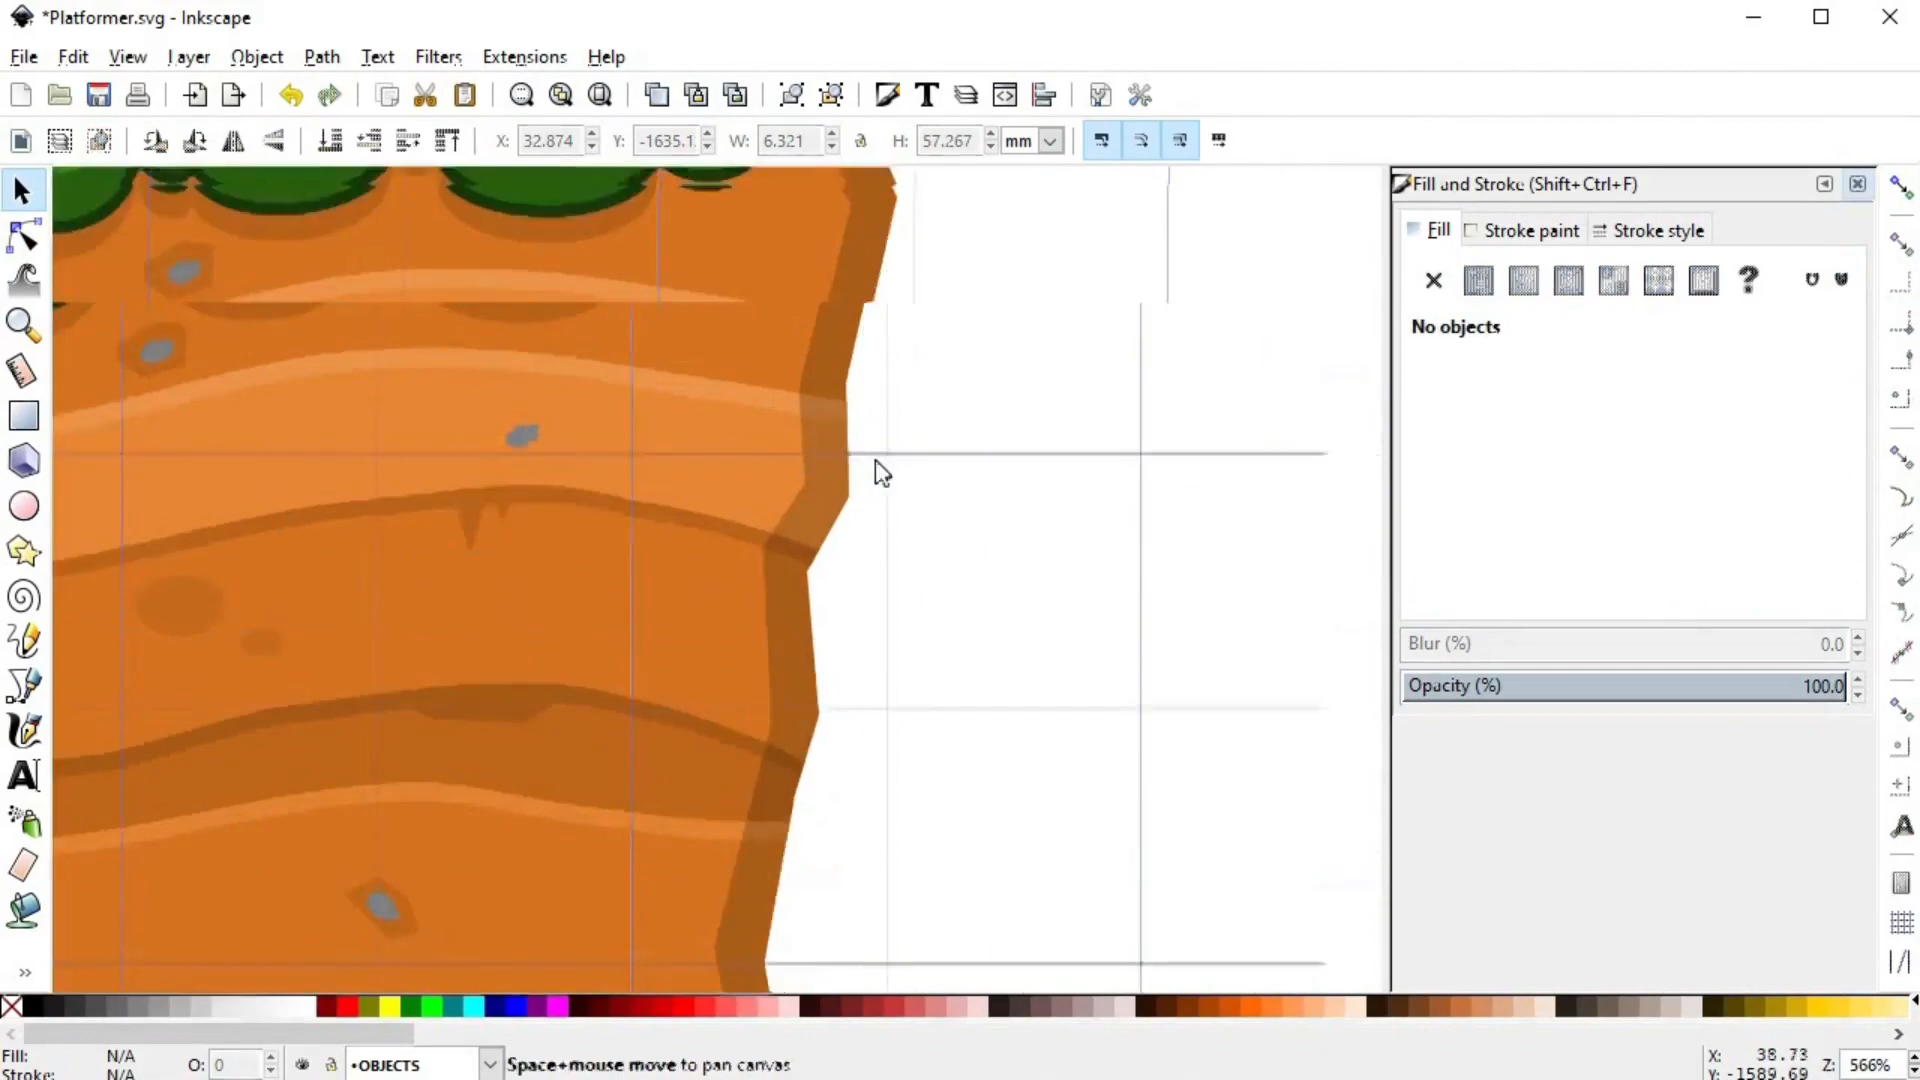 *Platformer.svg - Inkscape
File Edit View Layer Object Path Text Filters Extensions Help
X: 32.874 Y: -1635.1 W: 6.321 H: 57.267 mm
Fill and Stroke (Shift+Ctrl+F)
Fill Stroke paint Stroke style
No objects
Blur (%) 0.0
Opacity (%) 100.0
Fill: N/A O: 0 •OBJECTS Space+mouse move to pan canvas X: 38.73 Z: 566%
Stroke: N/A Y: -1589.69